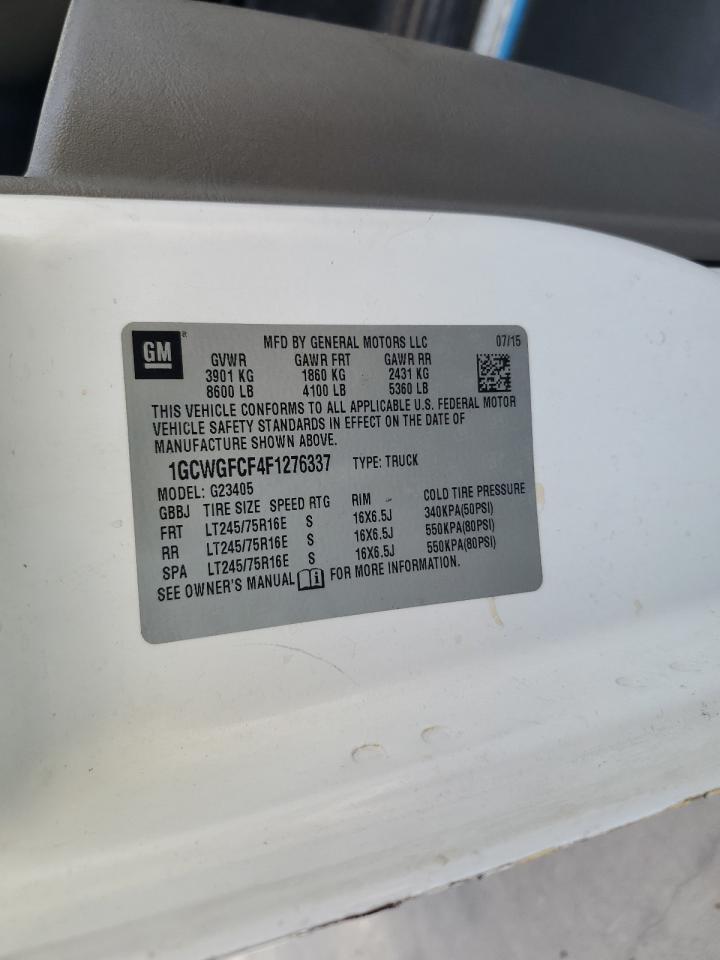 GM
MFD BY GENERAL MOTORS LLC 07/15
GVWR GAWR FRT GAWR RR
3901 KG 1860 KG 2431 KG
8600 LB 4100 LB 5360 LB
THIS VEHICLE CONFORMS TO ALL APPLICABLE U.S. FEDERAL MOTOR
VEHICLE SAFETY STANDARDS IN EFFECT ON THE DATE OF
MANUFACTURE SHOWN ABOVE.
1GCWGFCF4F1276337 TYPE: TRUCK
MODEL: G23405
GBBJ TIRE SIZE SPEED RTG RIM COLD TIRE PRESSURE
FRT LT245/75R16E S 16X6.5J 340KPA(50PSI)
RR LT245/75R16E S 16X6.5J 550KPA(80PSI)
SPA LT245/75R16E S 16X6.5J 550KPA(80PSI)
SEE OWNER'S MANUAL FOR MORE INFORMATION.